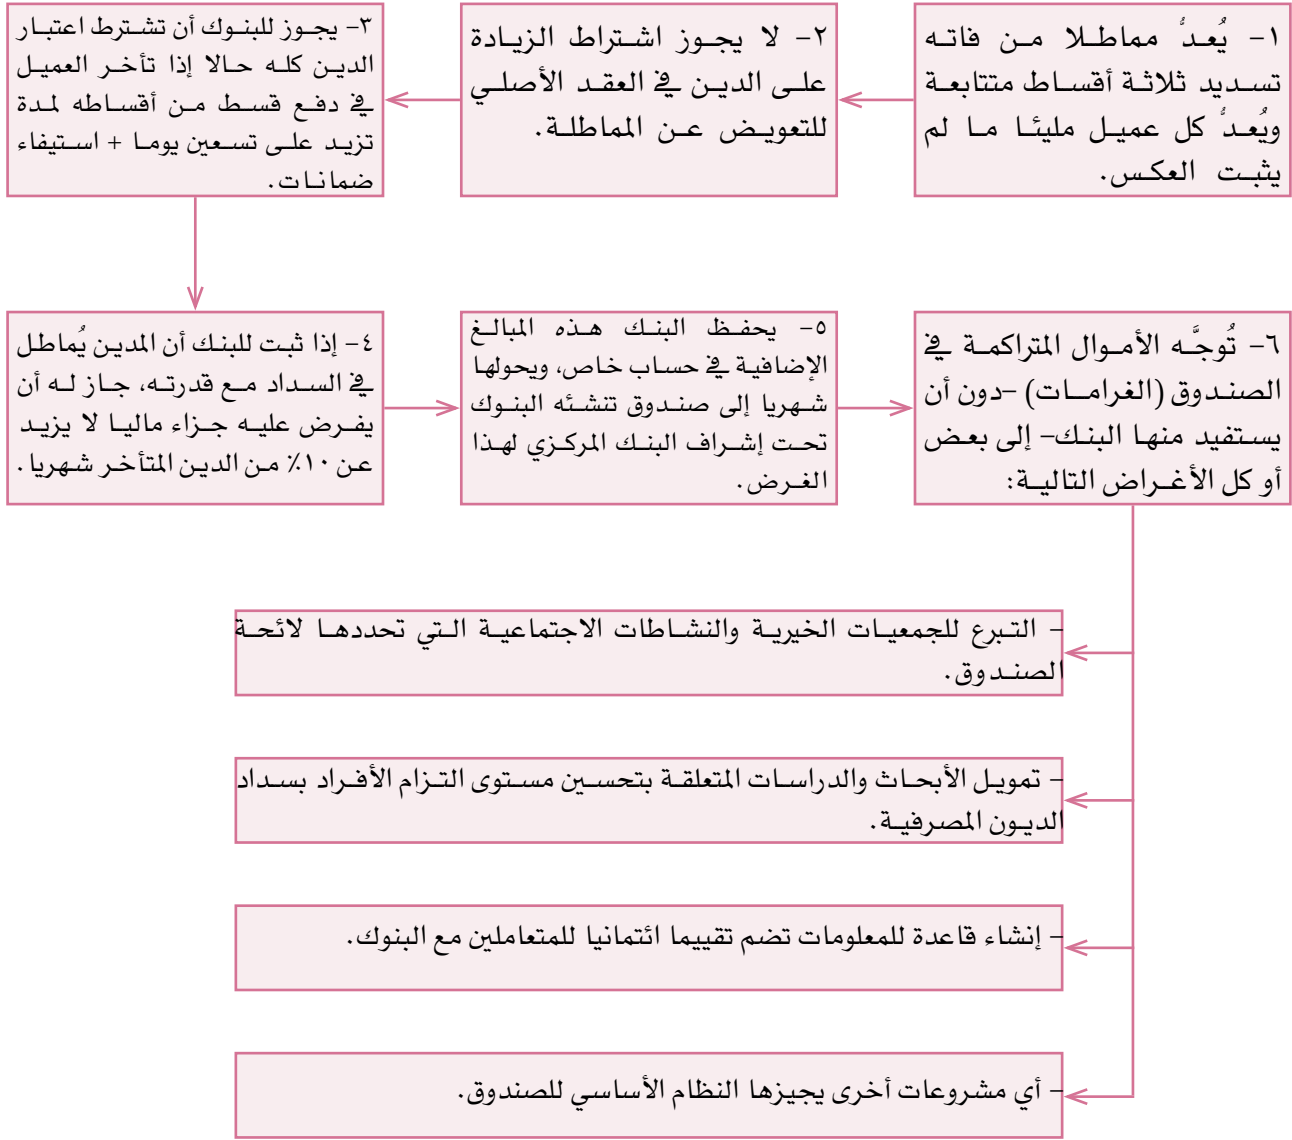 ١- يُعدُّ مماطلا من فاته
تسديد ثلاثة أقساط متتابعة
ويُعدُّ كل عميل مليئا ما لم
يثبت العكس.
٢- لا يجوز اشتراط الزيادة
على الدين في العقد الأصلي
للتعويض عن المماطلة.
٣- يجوز للبنوك أن تشترط اعتبار
الدين كله حالا إذا تأخر العميل
في دفع قسط من أقساطه لمدة
تزيد على تسعين يوما + استيفاء
ضمانات.
٤- إذا ثبت للبنك أن المدين يُماطل
في السداد مع قدرته، جاز له أن
يفرض عليه جزاء ماليا لا يزيد
عن ١٠٪ من الدين المتأخر شهريا.
٥- يحفظ البنك هذه المبالغ
الإضافية في حساب خاص، ويحولها
شهريا إلى صندوق تنشئه البنوك
تحت إشراف البنك المركزي لهذا
الغرض.
٦- تُوجَّه الأموال المتراكمة في
الصندوق (الغرامات) -دون أن
يستفيد منها البنك- إلى بعض
أو كل الأغراض التالية:
- التبرع للجمعيات الخيرية والنشاطات الاجتماعية التي تحددها لائحة
الصندوق.
- تمويل الأبحاث والدراسات المتعلقة بتحسين مستوى التزام الأفراد بسداد
الديون المصرفية.
- إنشاء قاعدة للمعلومات تضم تقييما ائتمانيا للمتعاملين مع البنوك.
- أي مشروعات أخرى يجيزها النظام الأساسي للصندوق.